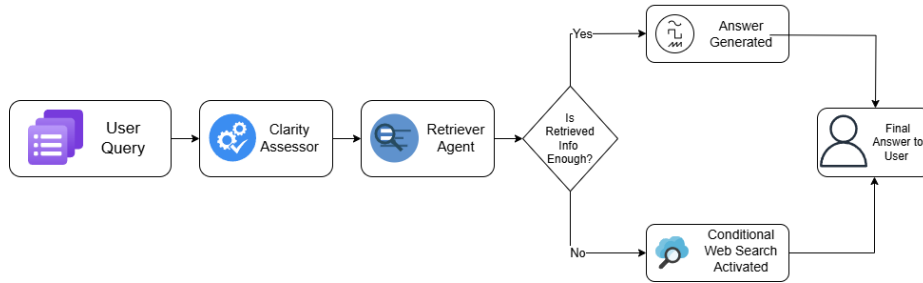 User
Query
Clarity
Assessor
Retriever
Agent
Is
Retrieved
Info
Enough?
Yes
Answer
Generated
No
Conditional
Web Search
Activated
Final
Answer to
User